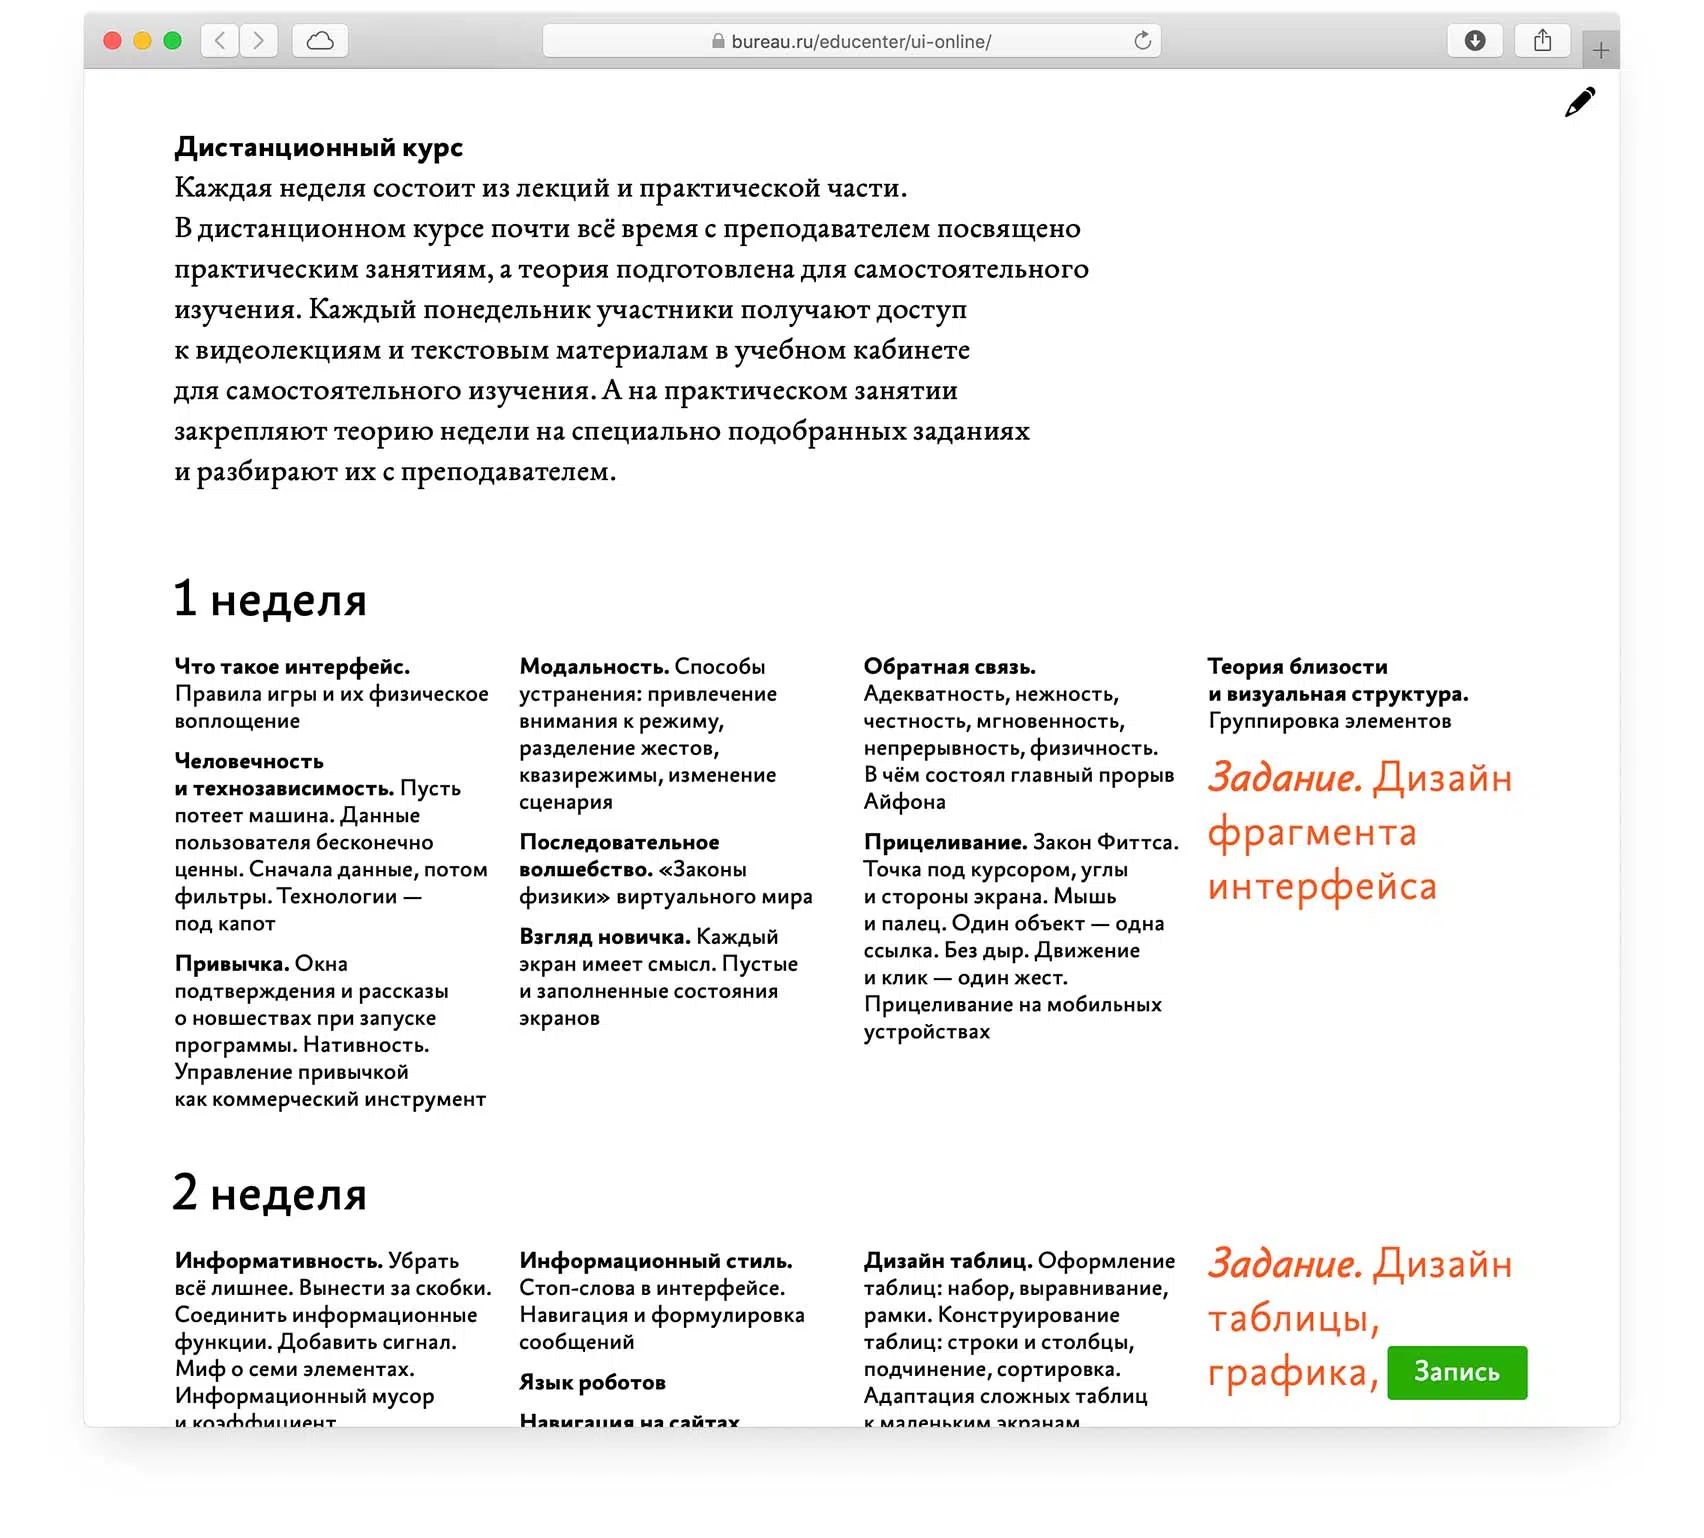 bureau.ru/educenter/ui-online/
Дистанционный курс
Каждая неделя состоит из лекций и практической части.
В дистанционном курсе почти всё время с преподавателем посвящено
практическим занятиям, а теория подготовлена для самостоятельного
изучения. Каждый понедельник участники получают доступ
к видеолекциям и текстовым материалам в учебном кабинете
для самостоятельного изучения. А на практическом занятии
закрепляют теорию недели на специально подобранных заданиях
и разбирают их с преподавателем.
1 неделя
Что такое интерфейс.
Правила игры и их физическое
воплощение
Человечность
и технозависимость. Пусть
потеет машина. Данные
пользователя бесконечно
ценны. Сначала данные, потом
фильтры. Технологии —
под капот
Привычка. Окна
подтверждения и рассказы
о новшествах при запуске
программы. Нативность.
Управление привычкой
как коммерческий инструмент
Модальность. Способы
устранения: привлечение
внимания к режиму,
разделение жестов,
квазирежимы, изменение
сценария
Последовательное
волшебство. «Законы
физики» виртуального мира
Взгляд новичка. Каждый
экран имеет смысл. Пустые
и заполненные состояния
экранов
Обратная связь.
Адекватность, нежность,
честность, мгновенность,
непрерывность, физичность.
В чём состоял главный прорыв
Айфона
Прицеливание. Закон Фиттса.
Точка под курсором, углы
и стороны экрана. Мышь
и палец. Один объект — одна
ссылка. Без дыр. Движение
и клик — один жест.
Прицеливание на мобильных
устройствах
Теория близости
и визуальная структура.
Группировка элементов
Задание. Дизайн
фрагмента
интерфейса
2 неделя
Информативность. Убрать
всё лишнее. Вынести за скобки.
Соединить информационные
функции. Добавить сигнал.
Миф о семи элементах.
Информационный мусор
и коэффициент
Информационный стиль.
Стоп-слова в интерфейсе.
Навигация и формулировка
сообщений
Язык роботов
Навигация на сайтах
Дизайн таблиц. Оформление
таблиц: набор, выравнивание,
рамки. Конструирование
таблиц: строки и столбцы,
подчинение, сортировка.
Адаптация сложных таблиц
к маленьким экранам
Задание. Дизайн
таблицы,
графика,
Запись